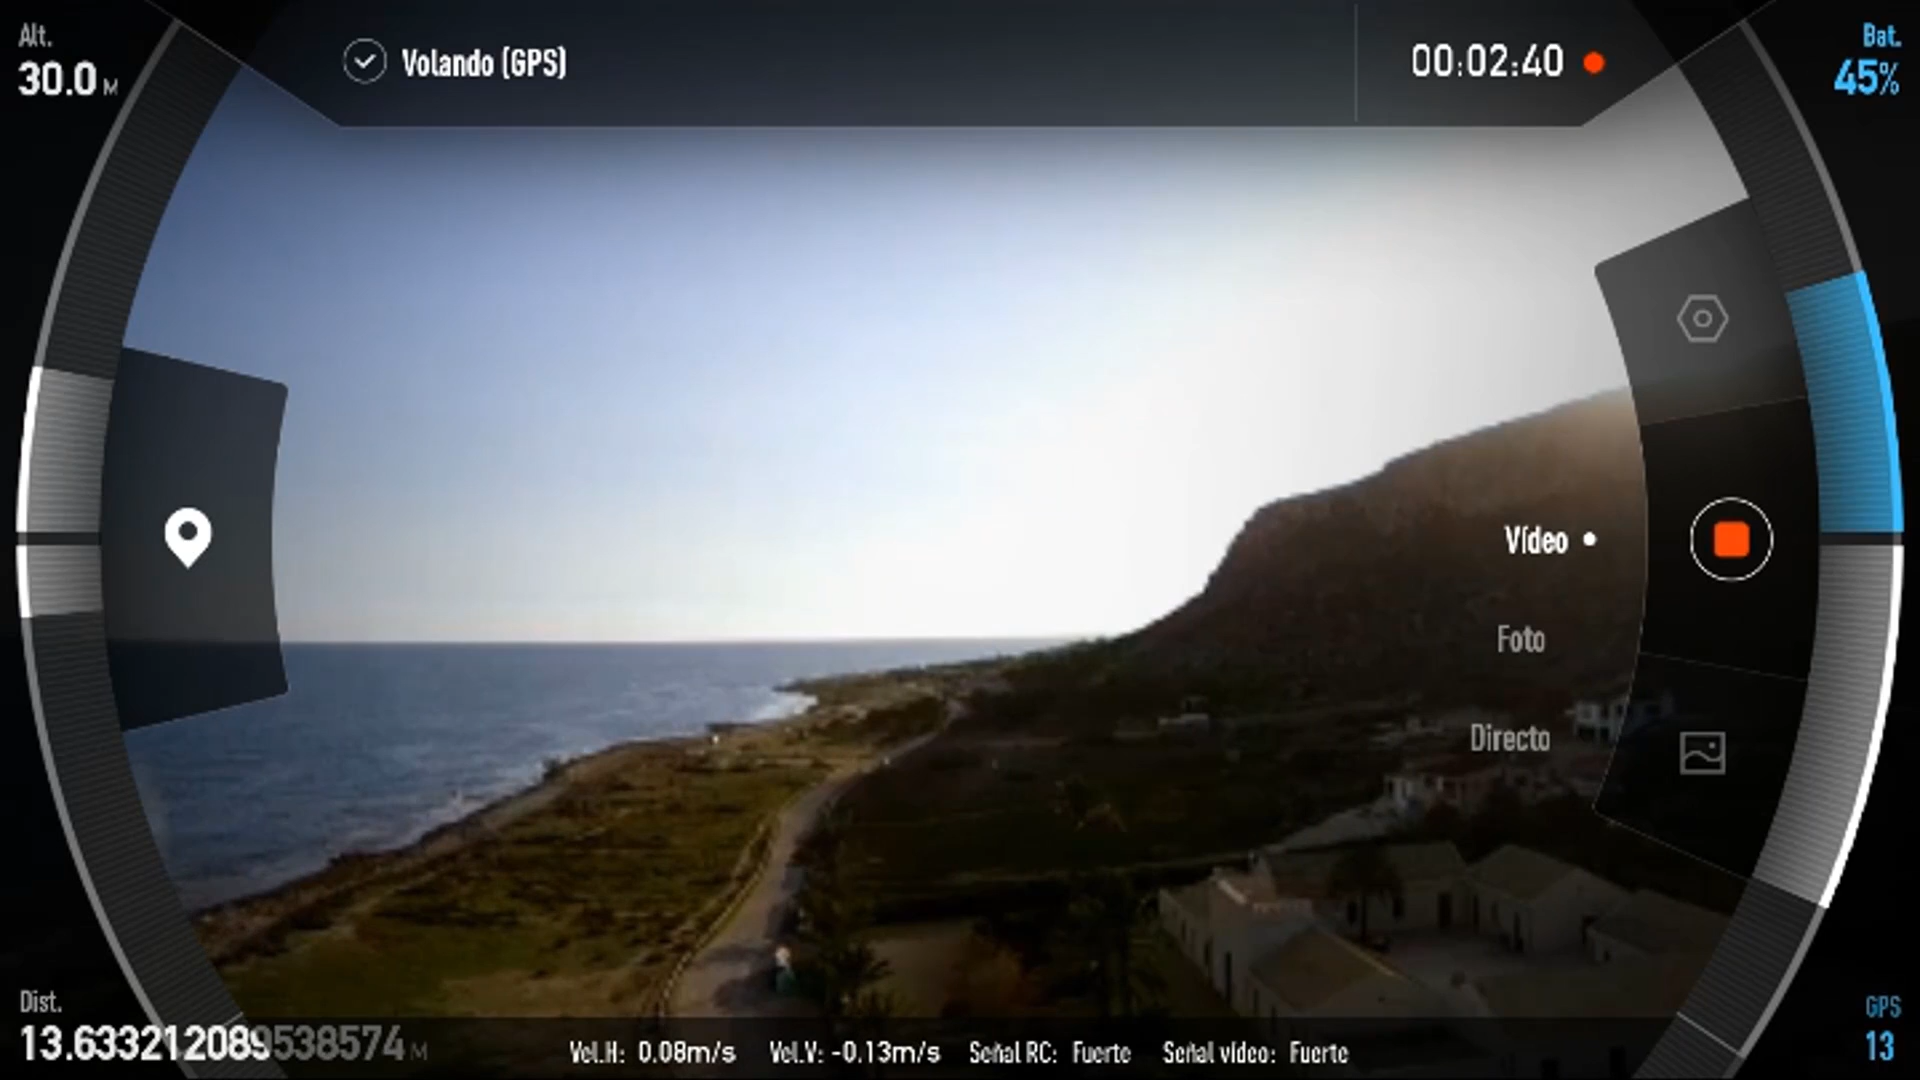 Alt.
30.0 M
Volando (GPS)
00:02:40
Bat.
45%
Vídeo
Foto
Directo
Dist.
13.6332120899538574 M
Vel.H: 0.08m/s Vel.V: -0.13m/s Señal RC: Fuerte Señal vídeo: Fuerte
GPS
13